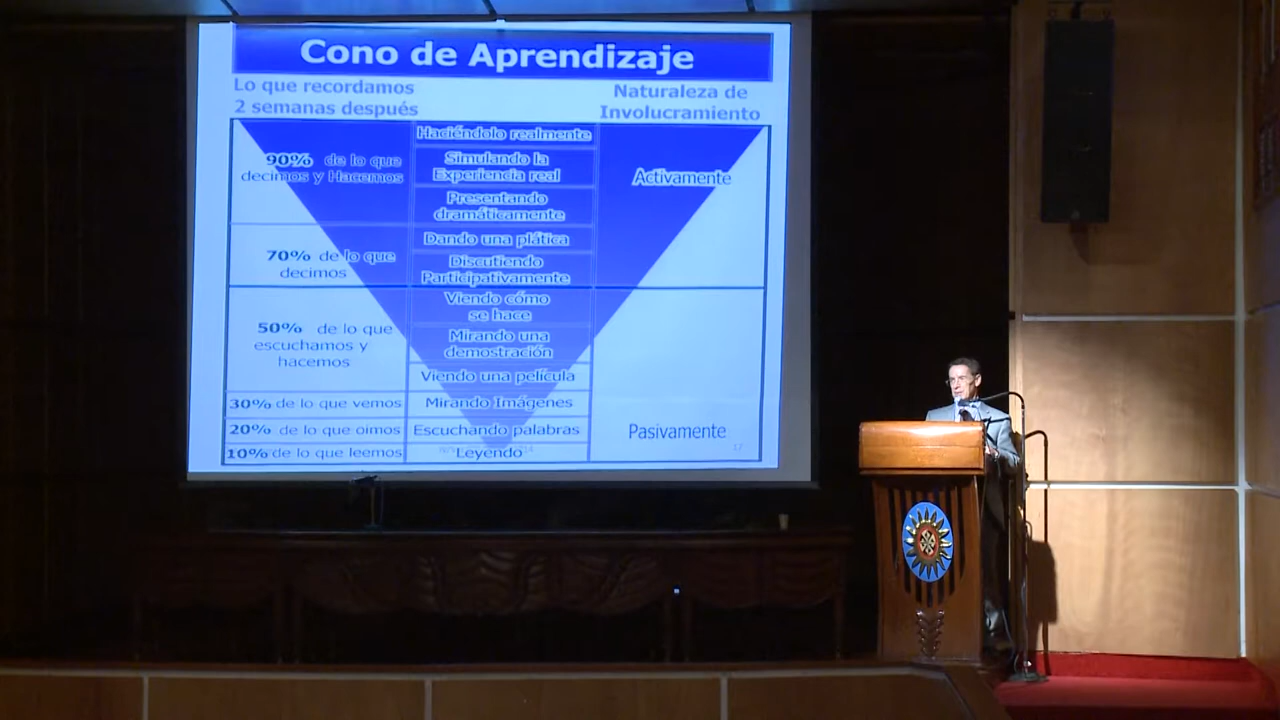 Cono de Aprendizaje
Lo que recordamos
2 semanas después
Naturaleza de
Involucramiento
90% de lo que
decimos y Hacemos
Haciéndolo realmente
Simulando la
Experiencia real
Presentando
dramáticamente
Activamente
70% de lo que
decimos
Dando una plática
Discutiendo
Participativamente
50% de lo que
escuchamos y
hacemos
Viendo cómo
se hace
Mirando una
demostración
Viendo una película
30% de lo que vemos
Mirando Imágenes
20% de lo que oimos
Escuchando palabras
Pasivamente
10% de lo que leemos
Leyendo
17